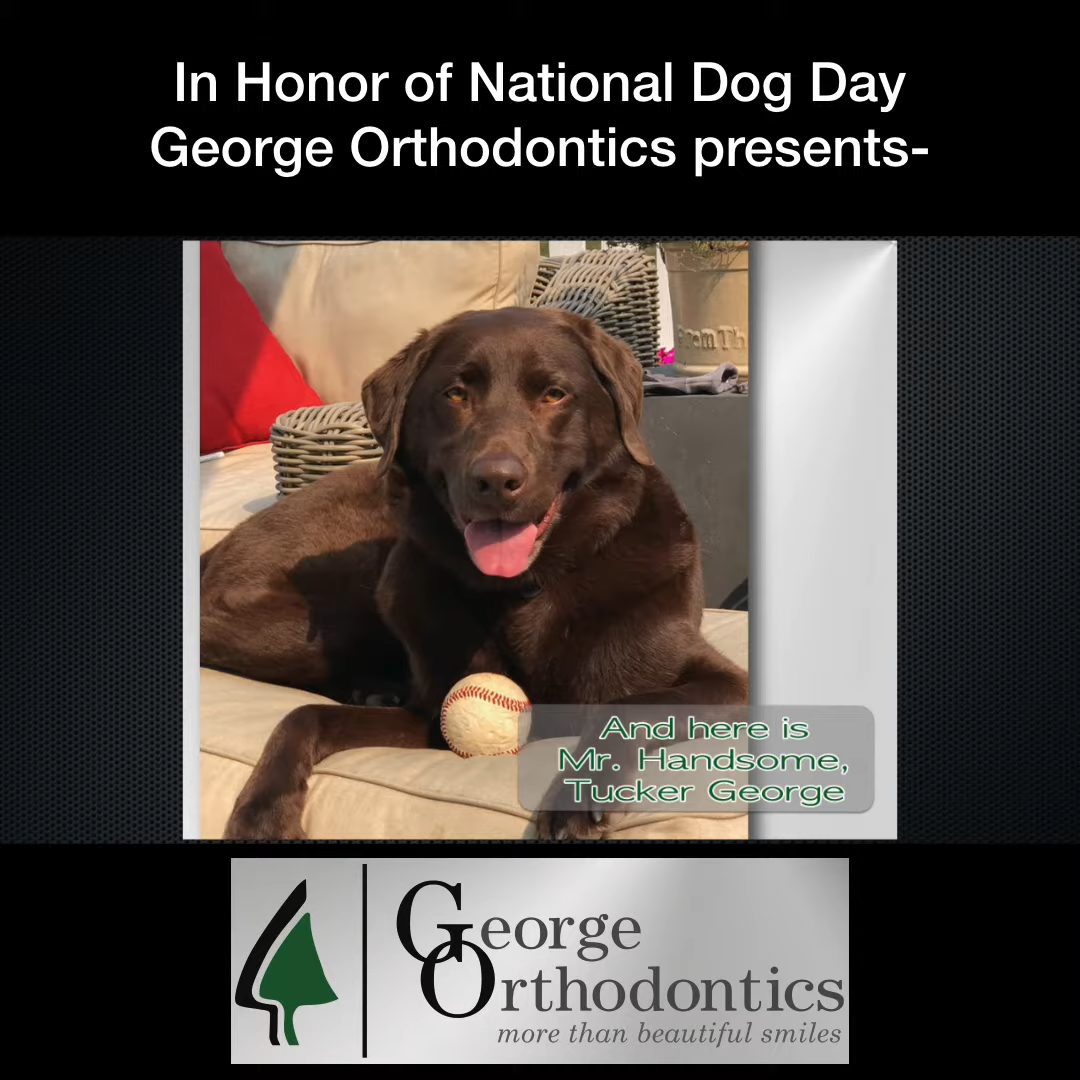 In Honor of National Dog Day
George Orthodontics presents-
romTh
And here is
Mr. Handsome,
Tucker George
George
Orthodontics
more than beautiful smiles